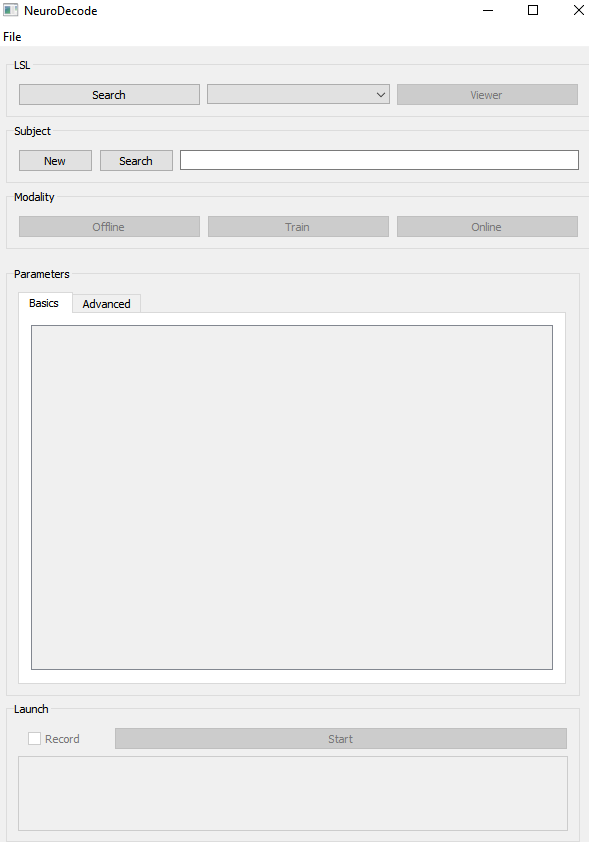 NeuroDecode
File
LSL
Search Viewer
Subject
New Search
Modality
Offline Train Online
Parameters
Basics Advanced
Launch
Record Start